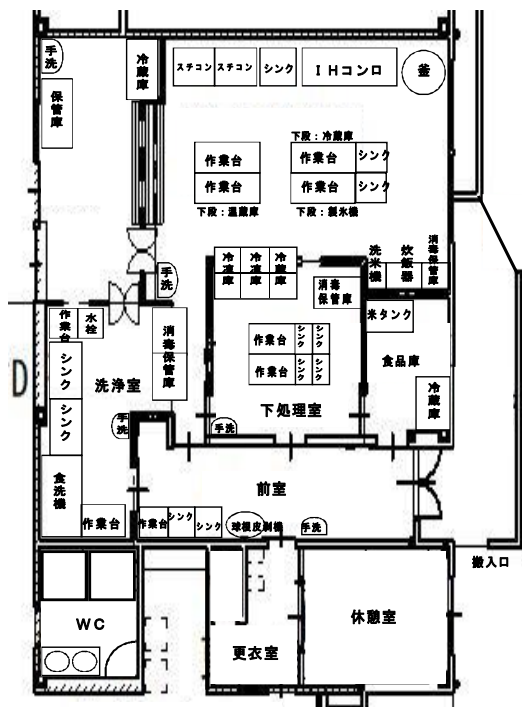 手洗
冷蔵庫
スチコン
スチコン
シンク
IHコンロ
釜
保管庫
下段:冷蔵庫
作業台
作業台
シンク
作業台
作業台
シンク
下段:温蔵庫
下段:製氷機
手洗
冷凍庫
冷凍庫
冷蔵庫
消毒保管庫
洗米機
炊飯器
消毒保管庫
米タンク
作業台
水栓
シンク
シンク
洗浄室
消毒保管庫
作業台
シンク
シンク
作業台
シンク
シンク
食品庫
冷蔵庫
手洗
手洗
下処理室
D
食洗機
作業台
前室
作業台
シンク
シンク
球根皮剥機
手洗
搬入口
WC
更衣室
休憩室